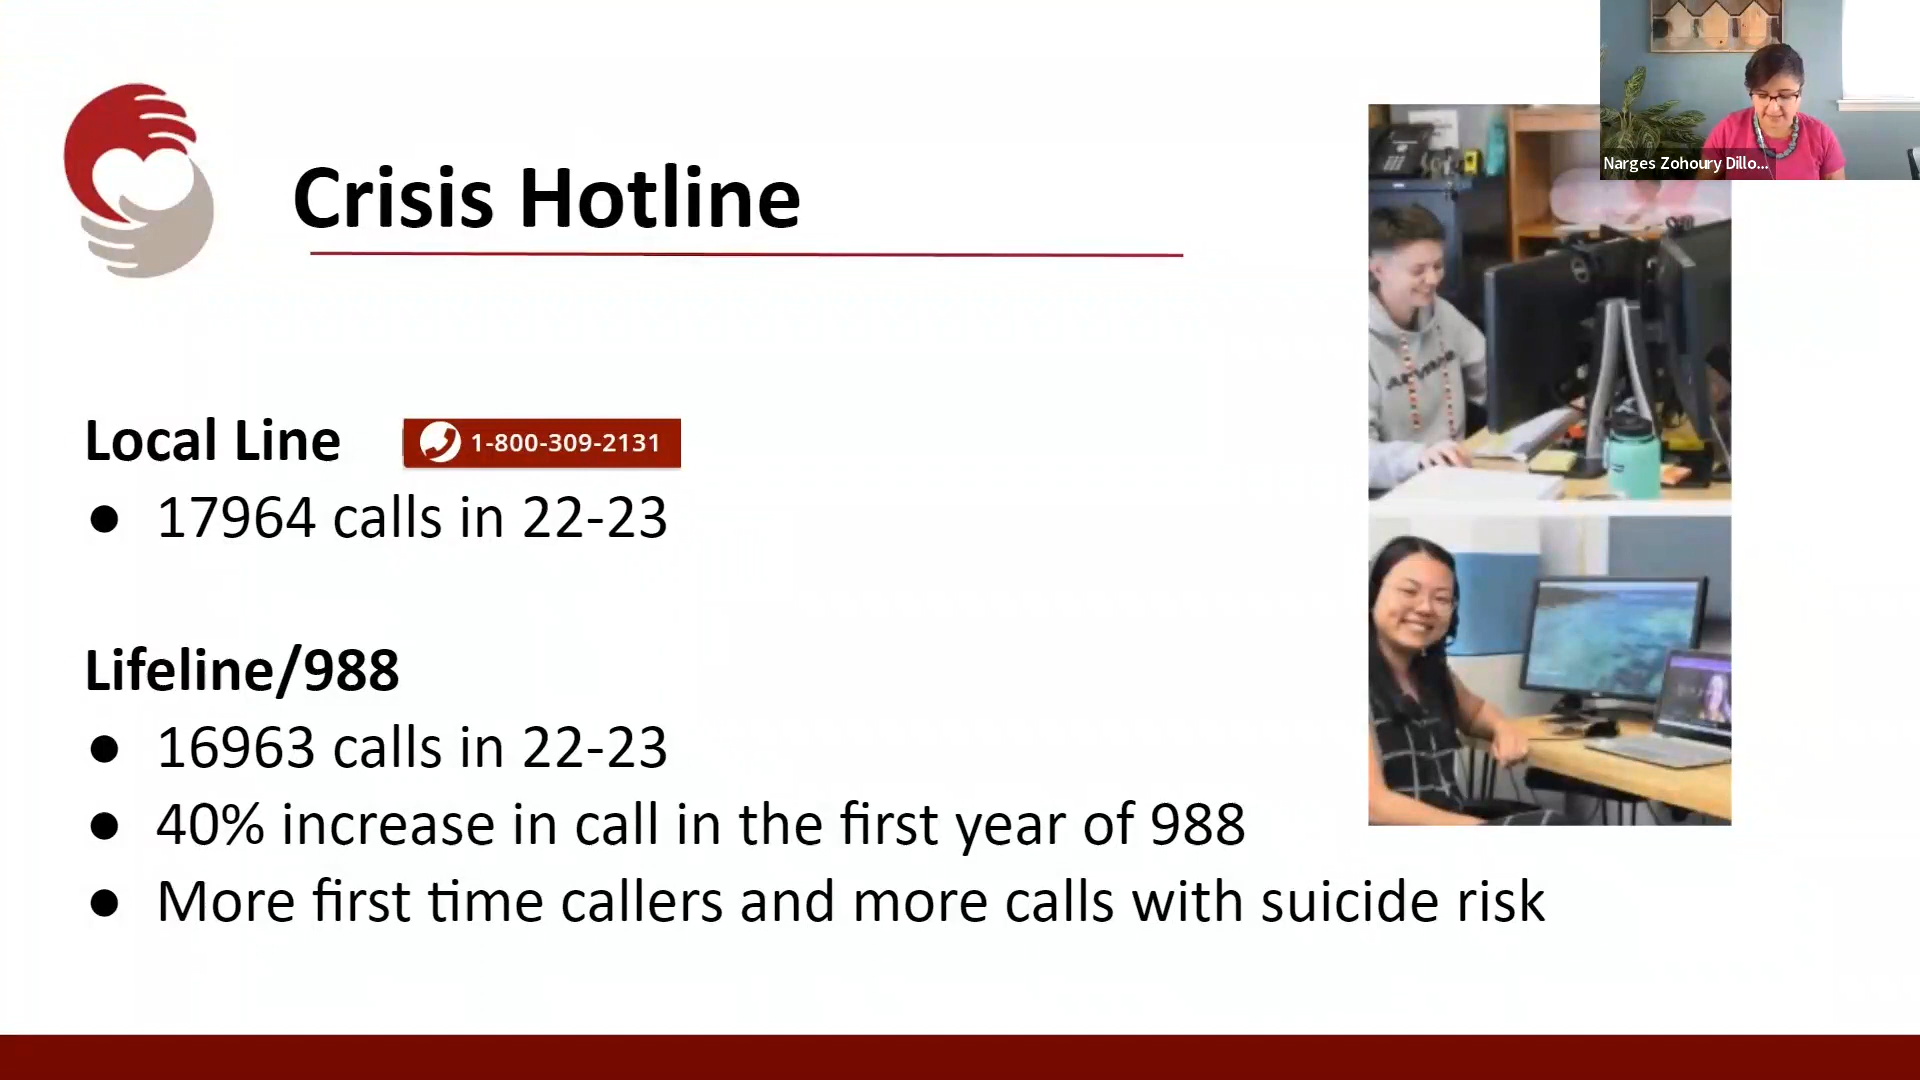 Narges Zohoury Dillo...
Crisis Hotline
Local Line
1-800-309-2131
● 17964 calls in 22-23
Lifeline/988
● 16963 calls in 22-23
● 40% increase in call in the first year of 988
● More first time callers and more calls with suicide risk